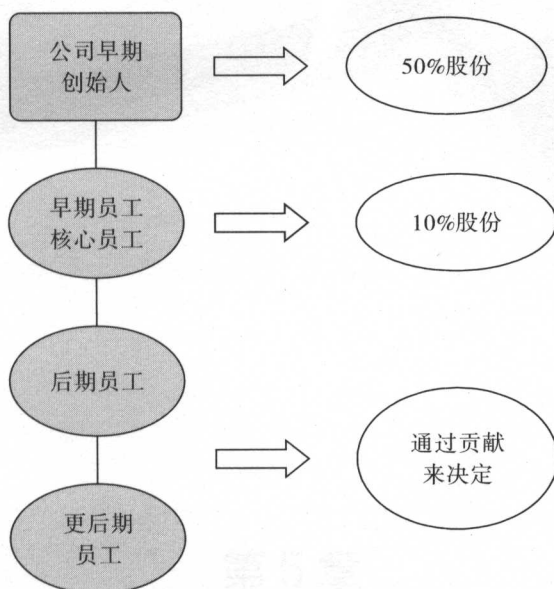 公司早期
创始人
50%股份
早期员工
核心员工
10%股份
后期员工
通过贡献
来决定
更后期
员工